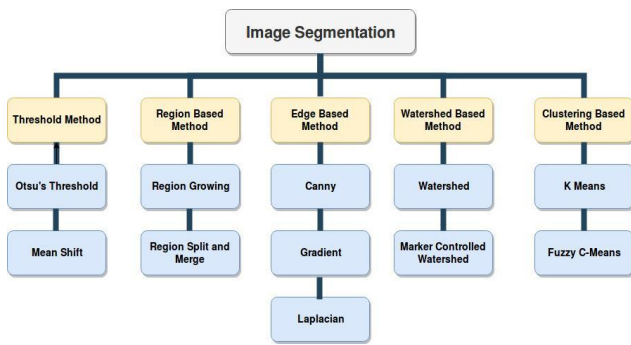 Image Segmentation
Threshold Method
Region Based
Method
Edge Based
Method
Watershed Based
Method
Clustering Based
Method
Otsu's Threshold
Region Growing
Canny
Watershed
K Means
Mean Shift
Region Split and
Merge
Gradient
Marker Controlled
Watershed
Fuzzy C-Means
Laplacian